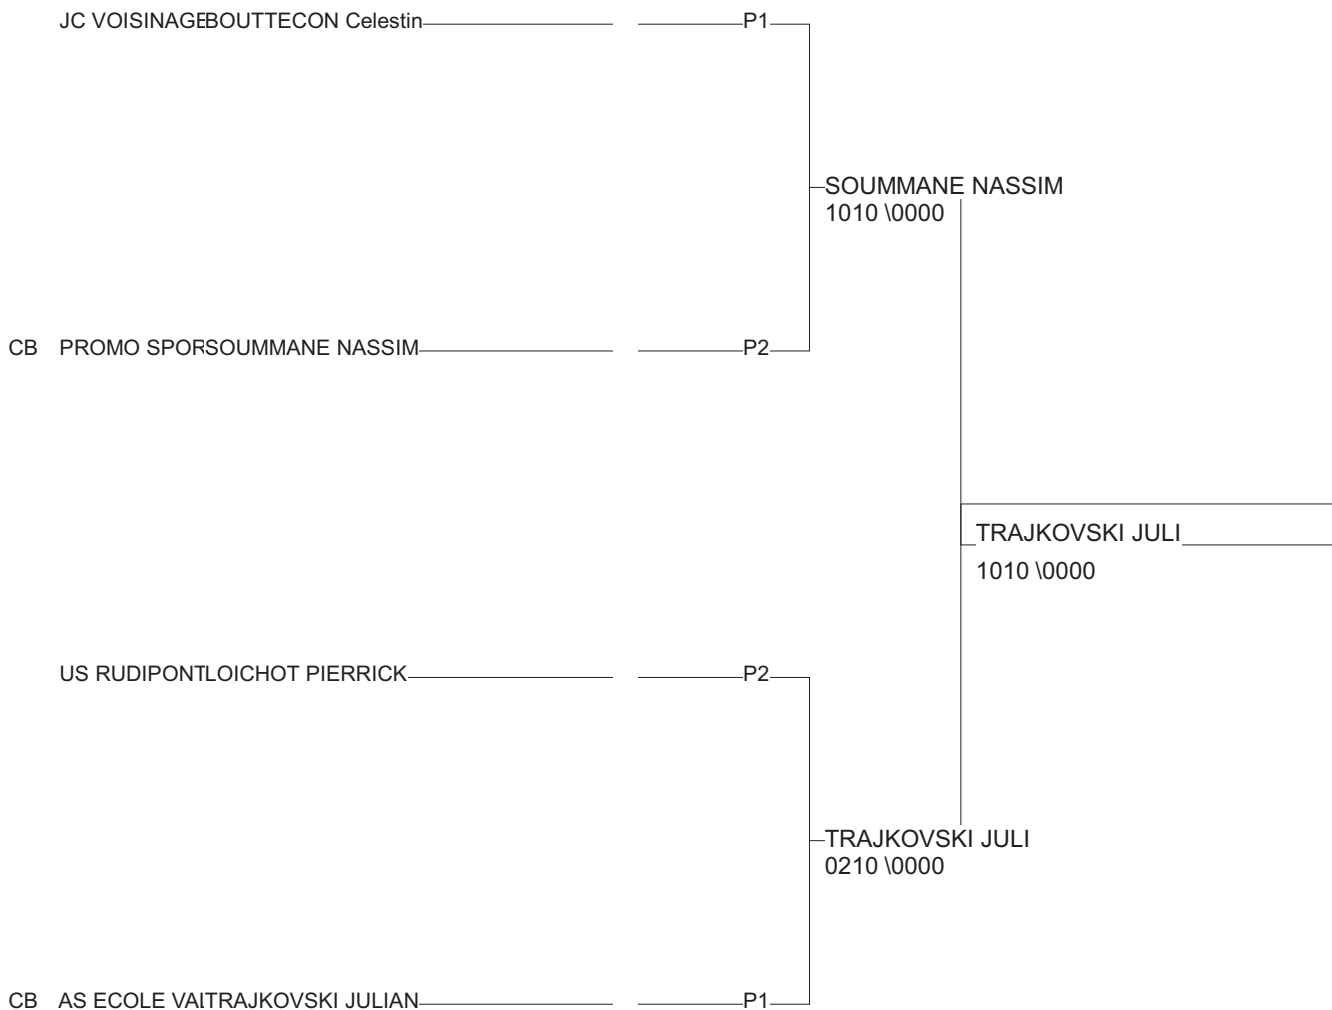 JC VOISINAGEBOUTTECON Celestin P1
SOUMMANE NASSIM
1010 \0000
CB PROMO SPORSOUMMANE NASSIM P2
TRAJKOVSKI JULI
1010 \0000
US RUDIPONTLOICHOT PIERRICK P2
TRAJKOVSKI JULI
0210 \0000
CB AS ECOLE VALTRAJKOVSKI JULIAN P1